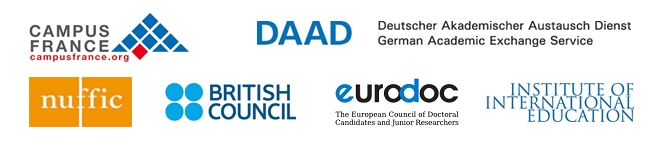 CAMPUS
FRANCE
campusfrance.org
DAAD
Deutscher Akademischer Austausch Dienst
German Academic Exchange Service
nuffic
BRITISH
COUNCIL
eurodoc
The European Council of Doctoral
Candidates and Junior Researchers
INSTITUTE OF
INTERNATIONAL
EDUCATION